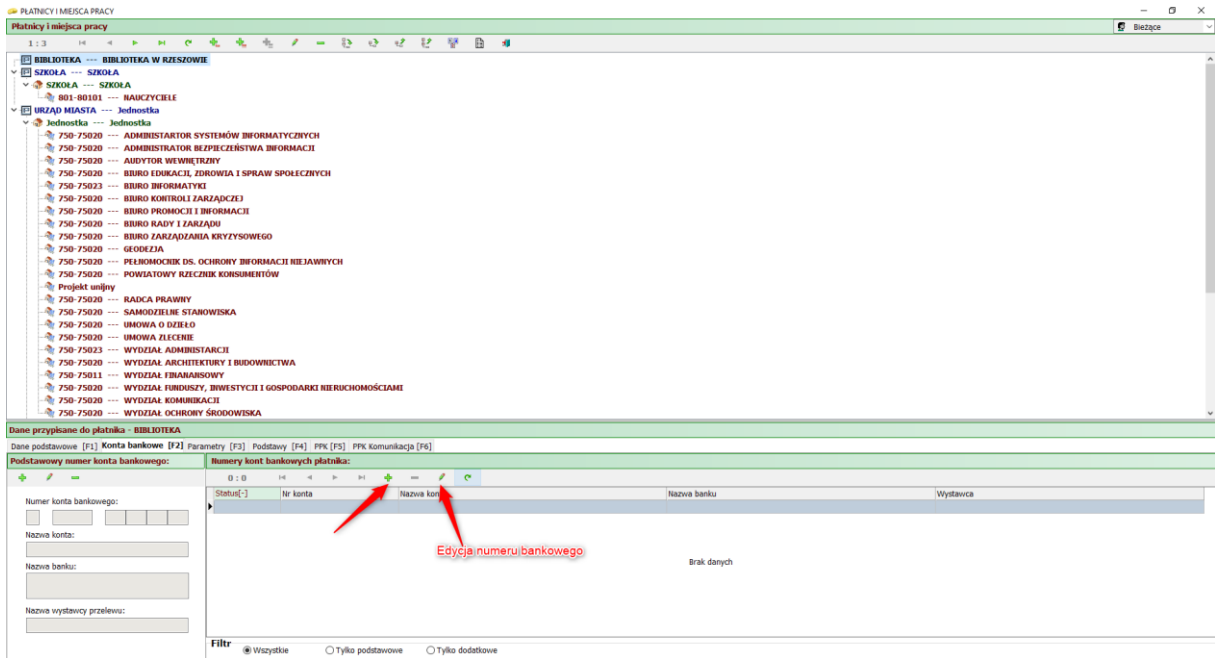 PŁATNICY I MIEJSCA PRACY
Płatnicy i miejsca pracy
Bieżące
1 : 3
BIBLIOTEKA --- BIBLIOTEKA W RZESZOWIE
SZKOŁA --- SZKOŁA
SZKOŁA --- SZKOŁA
801-80101 --- NAUCZYCIELE
URZĄD MIASTA --- Jednostka
Jednostka --- Jednostka
750-75020 --- ADMINISTARTOR SYSTEMÓW INFORMATYCZNYCH
750-75020 --- ADMINISTRATOR BEZPIECZEŃSTWA INFORMACJI
750-75020 --- AUDYTOR WEWNĘTRZNY
750-75020 --- BIURO EDUKACJI, ZDROWIA I SPRAW SPOŁECZNYCH
750-75023 --- BIURO INFORMATYKI
750-75020 --- BIURO KONTROLI ZARZĄDCZEJ
750-75020 --- BIURO PROMOCJI I INFORMACJI
750-75020 --- BIURO RADY I ZARZĄDU
750-75020 --- BIURO ZARZĄDZANIA KRYZYSOWEGO
750-75020 --- GEODEZJA
750-75020 --- PEŁNOMOCNIK DS. OCHRONY INFORMACJI NIEJAWNYCH
750-75020 --- POWIATOWY RZECZNIK KONSUMENTÓW
Projekt unijny
750-75020 --- RADCA PRAWNY
750-75020 --- SAMODZIELNE STANOWISKA
750-75020 --- UMOWA O DZIEŁO
750-75020 --- UMOWA ZLECENIE
750-75023 --- WYDZIAŁ ADMINISTARCJI
750-75020 --- WYDZIAŁ ARCHITEKTURY I BUDOWNICTWA
750-75011 --- WYDZIAŁ FINANANSOWY
750-75020 --- WYDZIAŁ FUNDUSZY, INWESTYCJI I GOSPODARKI NIERUCHOMOŚCIAMI
750-75020 --- WYDZIAŁ KOMUNIKACJI
750-75020 --- WYDZIAŁ OCHRONY ŚRODOWISKA
Dane przypisane do płatnika - BIBLIOTEKA
Dane podstawowe [F1] Konta bankowe [F2] Parametry [F3] Podstawy [F4] PPK [F5] PPK Komunikacja [F6]
Podstawowy numer konta bankowego:
Numer konta bankowego:
Nazwa konta:
Nazwa banku:
Nazwa wystawcy przelewu:
Numery kont bankowych płatnika:
0 : 0
Status[-] Nr konta Nazwa kon Nazwa banku Wystawca
Edycja numeru bankowego
Brak danych
Filtr
Wszystkie Tylko podstawowe Tylko dodatkowe